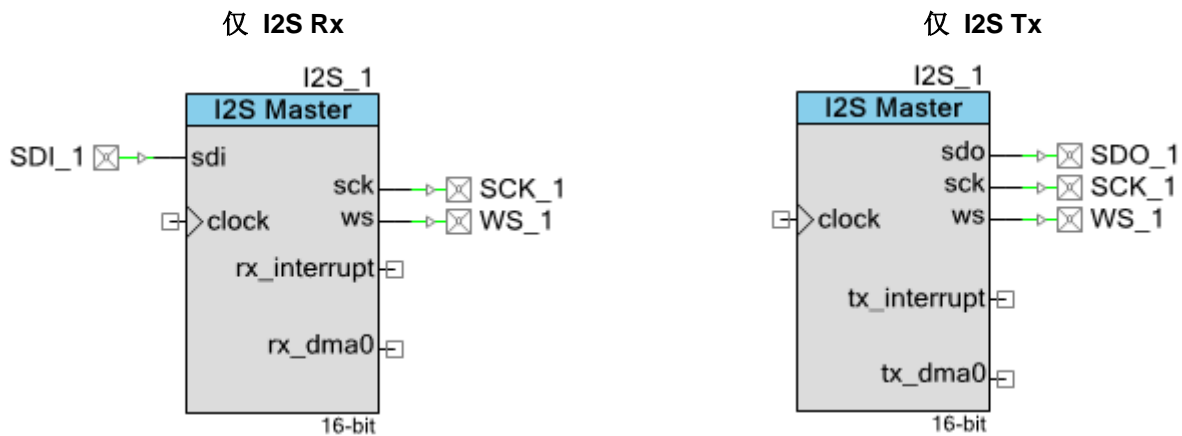 仅 I2S Rx
I2S_1
I2S Master
SDI_1
sdi
sck
SCK_1
clock
ws
WS_1
rx_interrupt
rx_dma0
16-bit
仅 I2S Tx
I2S_1
I2S Master
sdo
SDO_1
sck
SCK_1
clock
ws
WS_1
tx_interrupt
tx_dma0
16-bit